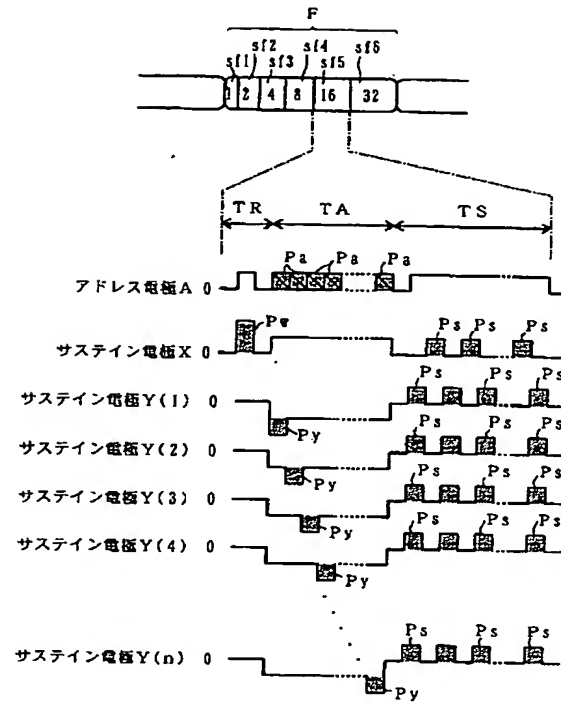 F
sf1 sf2 sf3 sf4 sf5 sf6
1 2 4 8 16 32
TR TA TS
Pa Pa Pa
アドレス電極A 0
Pw
Ps Ps Ps
サステイン電極X 0
Ps Ps Ps
サステイン電極Y(1) 0
Py
Ps Ps Ps
サステイン電極Y(2) 0
Py
Ps Ps Ps
サステイン電極Y(3) 0
Py
Ps Ps Ps
サステイン電極Y(4) 0
Py
Ps Ps Ps
サステイン電極Y(n) 0
Py